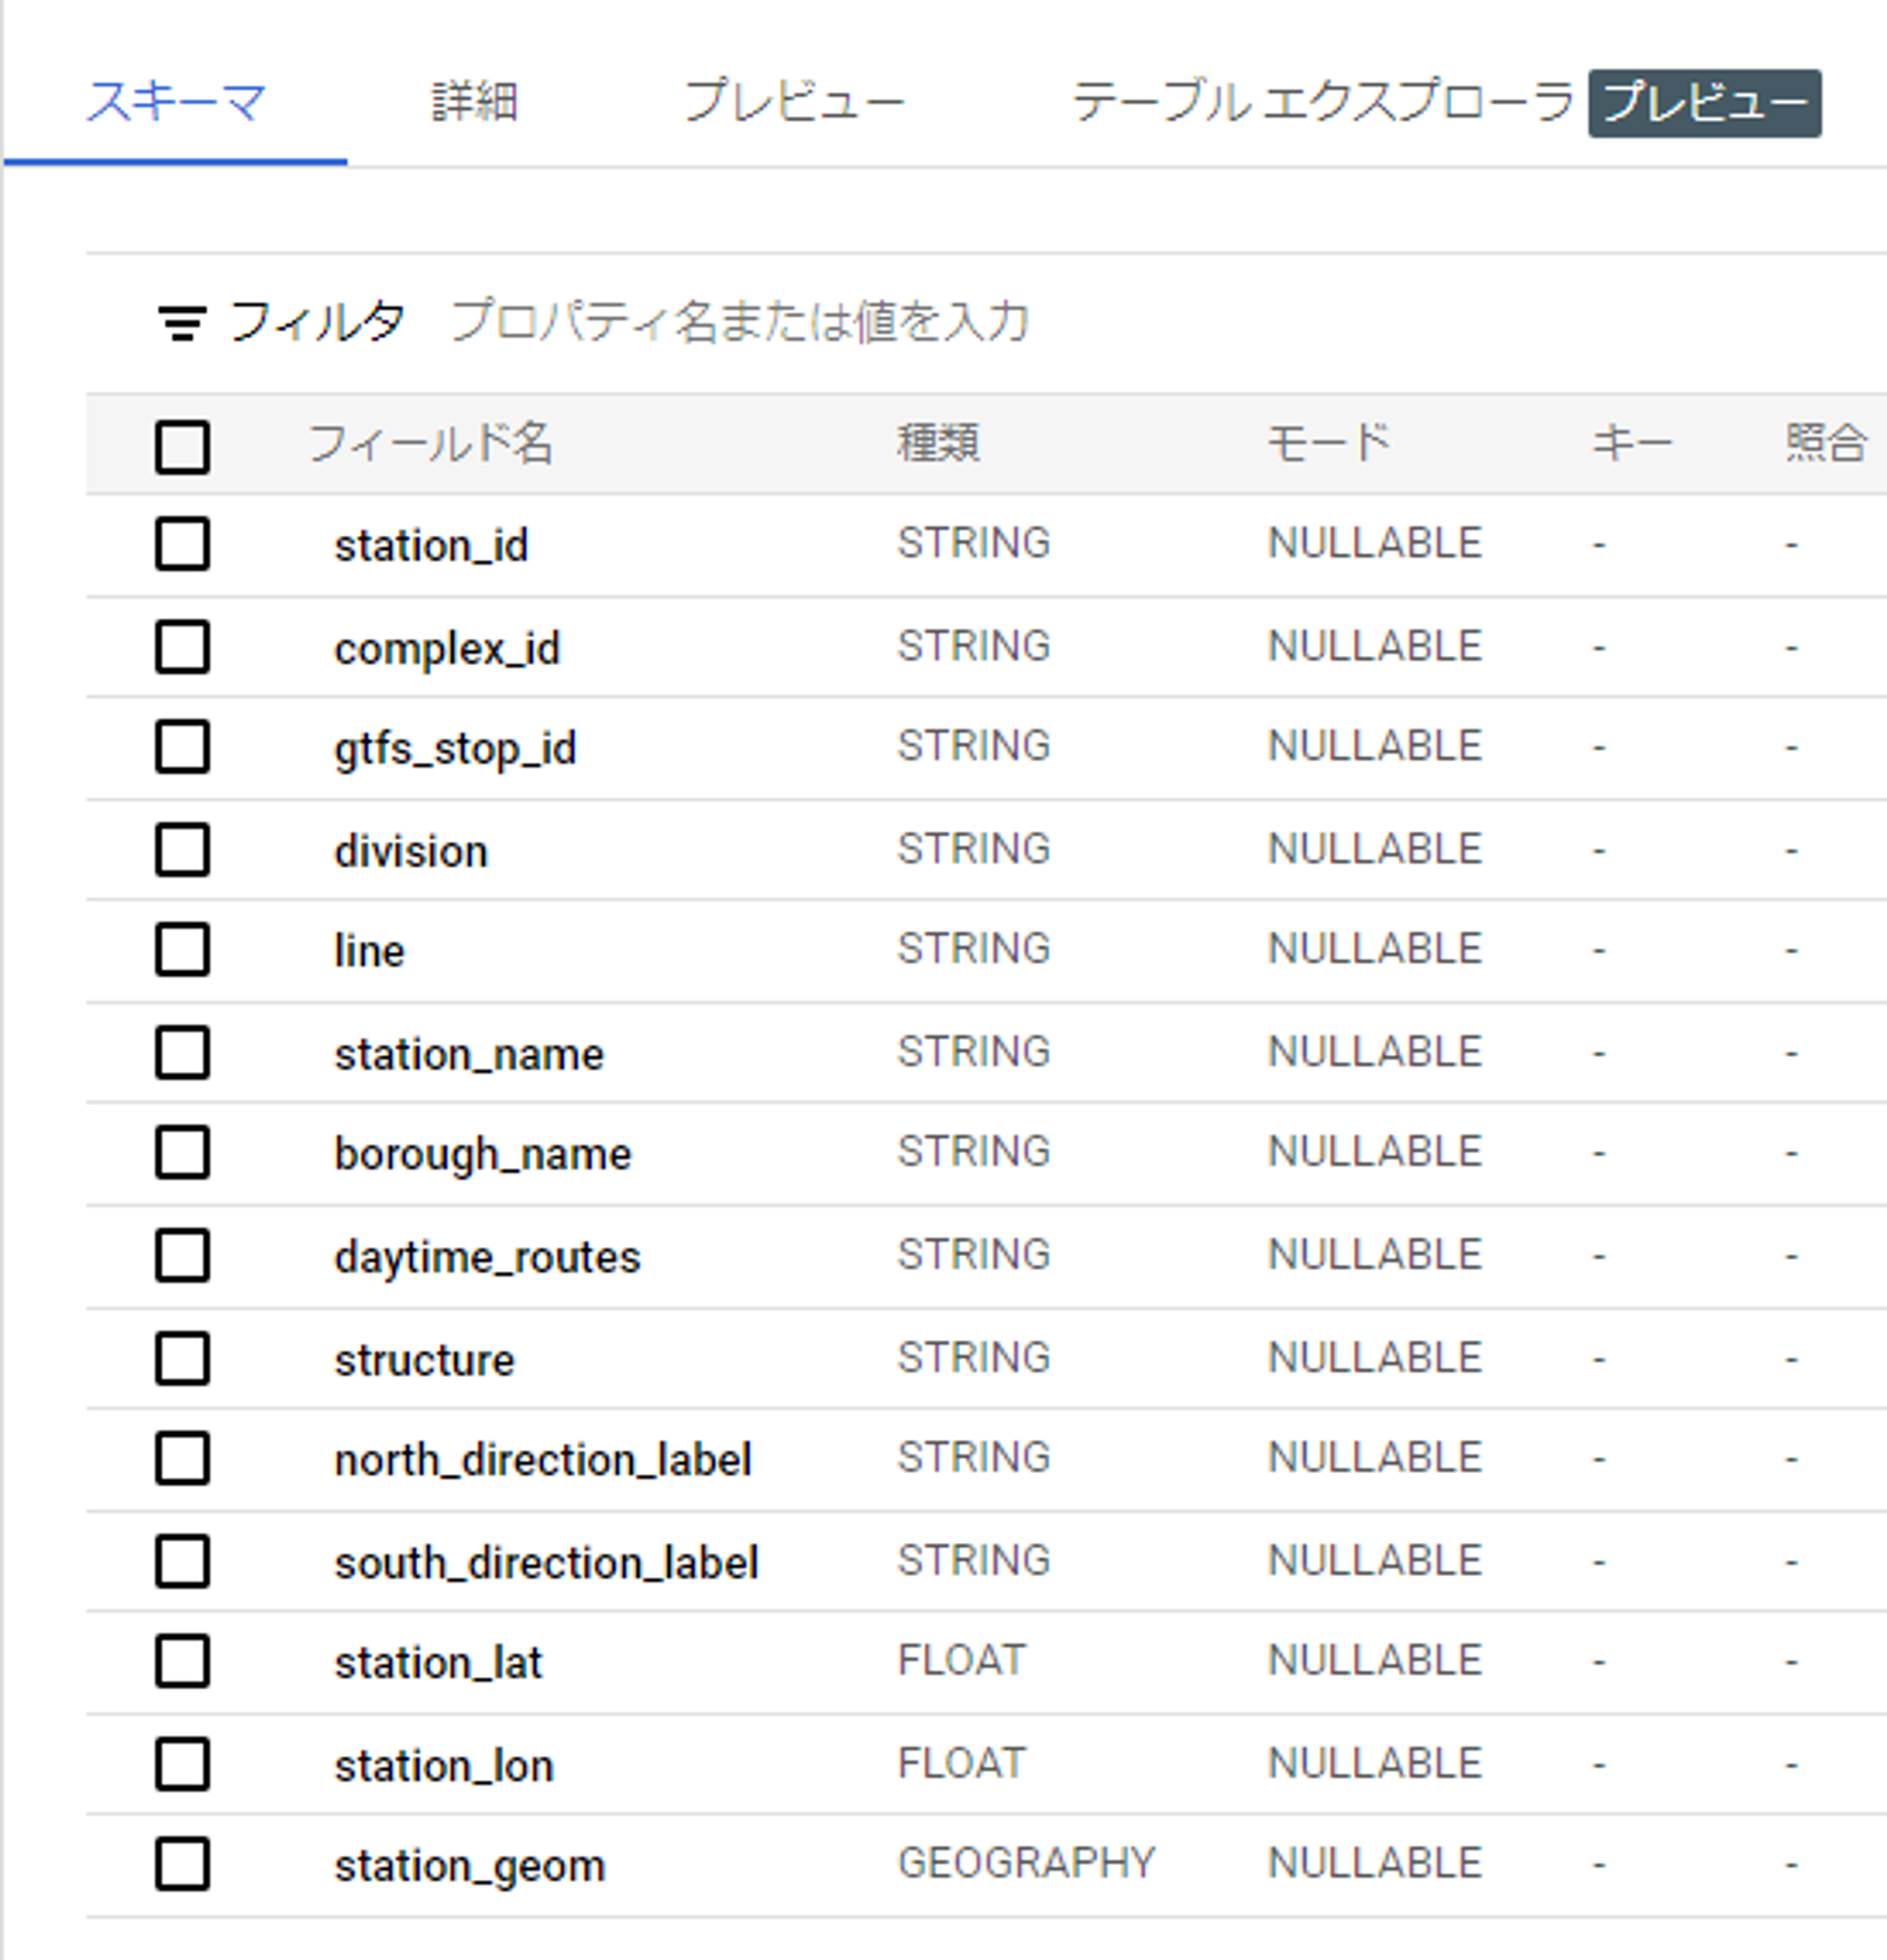 スキーマ 詳細 プレビュー テーブル エクスプローラ プレビュー
フィルタ プロパティ名または値を入力
フィールド名 種類 モード キー 照合
station_id STRING NULLABLE - -
complex_id STRING NULLABLE - -
gtfs_stop_id STRING NULLABLE - -
division STRING NULLABLE - -
line STRING NULLABLE - -
station_name STRING NULLABLE - -
borough_name STRING NULLABLE - -
daytime_routes STRING NULLABLE - -
structure STRING NULLABLE - -
north_direction_label STRING NULLABLE - -
south_direction_label STRING NULLABLE - -
station_lat FLOAT NULLABLE - -
station_lon FLOAT NULLABLE - -
station_geom GEOGRAPHY NULLABLE - -